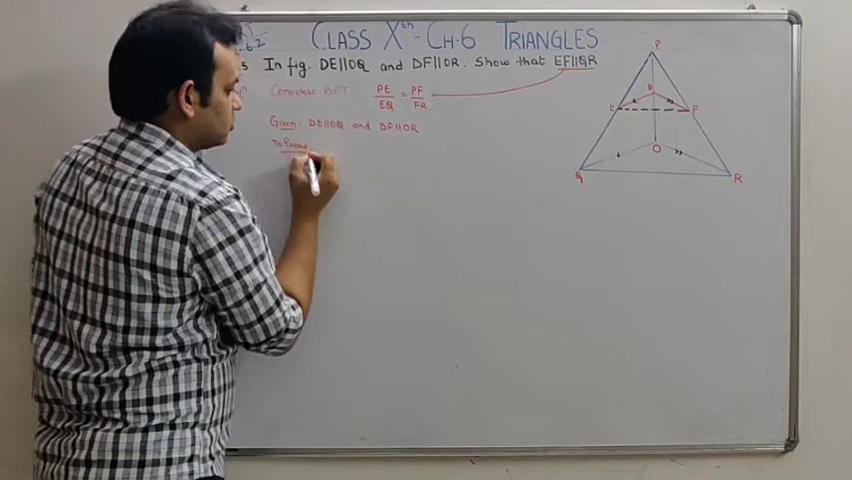 CLASS Xth - CH-6 TRIANGLES
6.2
5 In fig. DE||OQ and DF||OR. Show that EF||QR
Converse BPT PE/EQ = PF/FR
Given: DE||OQ and DF||OR
To Prove
P
D
E F
O
Q R